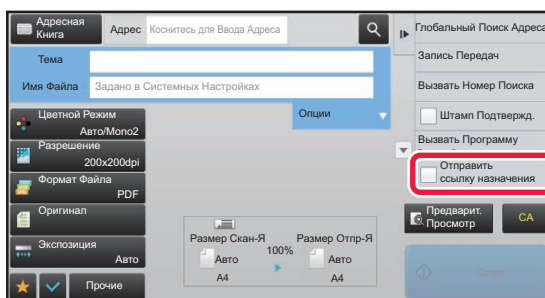 Адресная
Книга
Адрес
Коснитесь для Ввода Адреса
Тема
Имя Файла
Задано в Системных Настройках
Цветной Режим
Авто/Mono2
Разрешение
200x200dpi
Формат Файла
PDF
Оригинал
Экспозиция
Авто
Прочие
Опции
Размер Скан-Я
100%
Размер Отпр-Я
Авто
Авто
A4
A4
Глобальный Поиск Адреса
Запись Передач
Вызвать Номер Поиска
Штамп Подтвержд.
Вызвать Программу
Отправить
ссылку назначения
Предварит.
Просмотр
CA
Старт